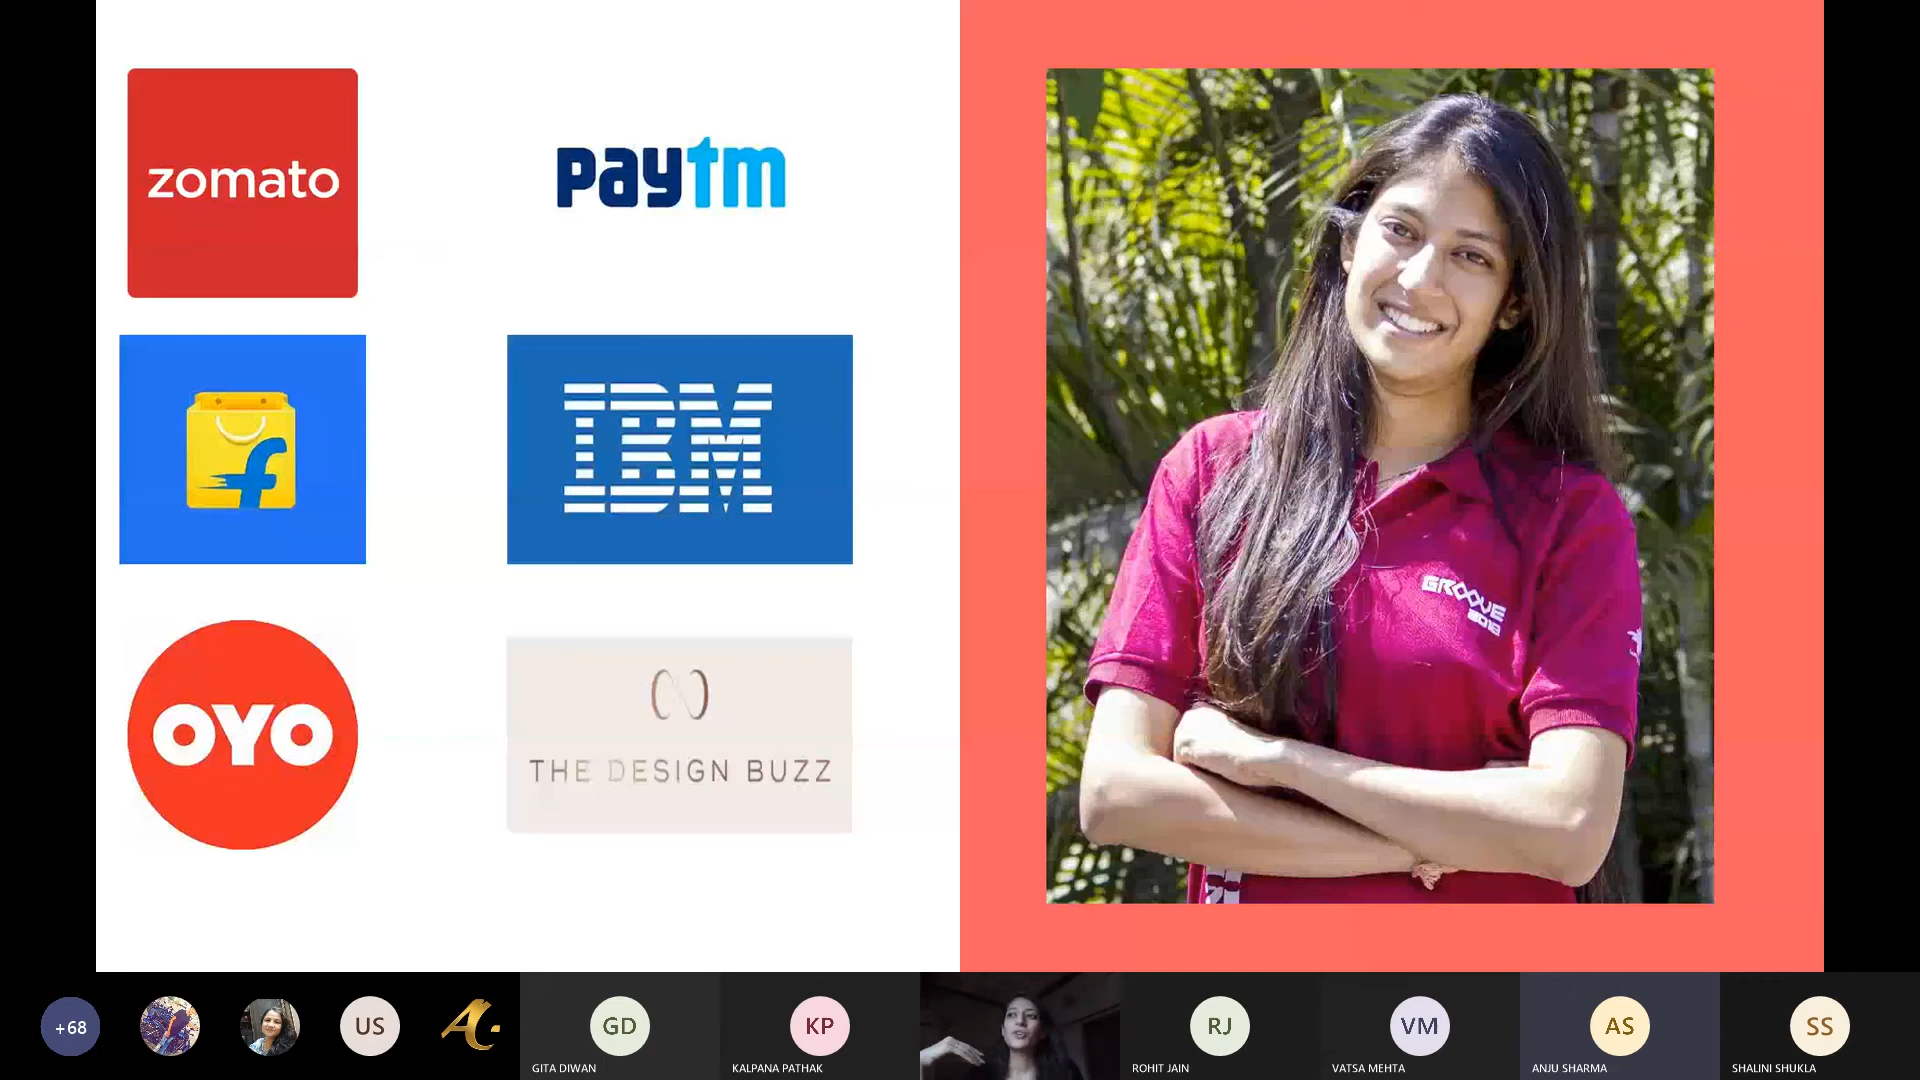 zomato
paytm
f
IBM
OYO
THE DESIGN BUZZ
GROOVE
2018
+68
US
GD
GITA DIWAN
KP
KALPANA PATHAK
RJ
ROHIT JAIN
VM
VATSA MEHTA
AS
ANJU SHARMA
SS
SHALINI SHUKLA